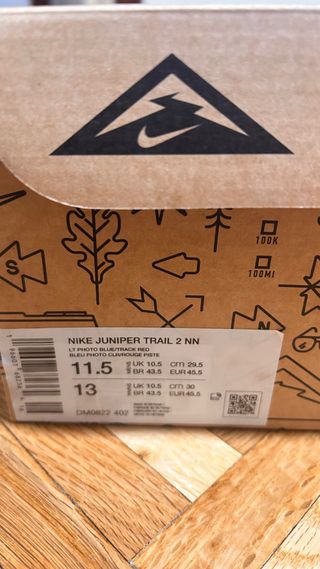 100K
100MI
S
N
NIKE JUNIPER TRAIL 2 NN
LT PHOTO BLUE/TRACK RED
BLEU PHOTO CLR/ROUGE PISTE
11.5 UK 10.5 cm 29.5
BR 43.5 EUR 45.5
13 UK 10.5 cm 30
BR 43.5 EUR 45.5
DM0822 402